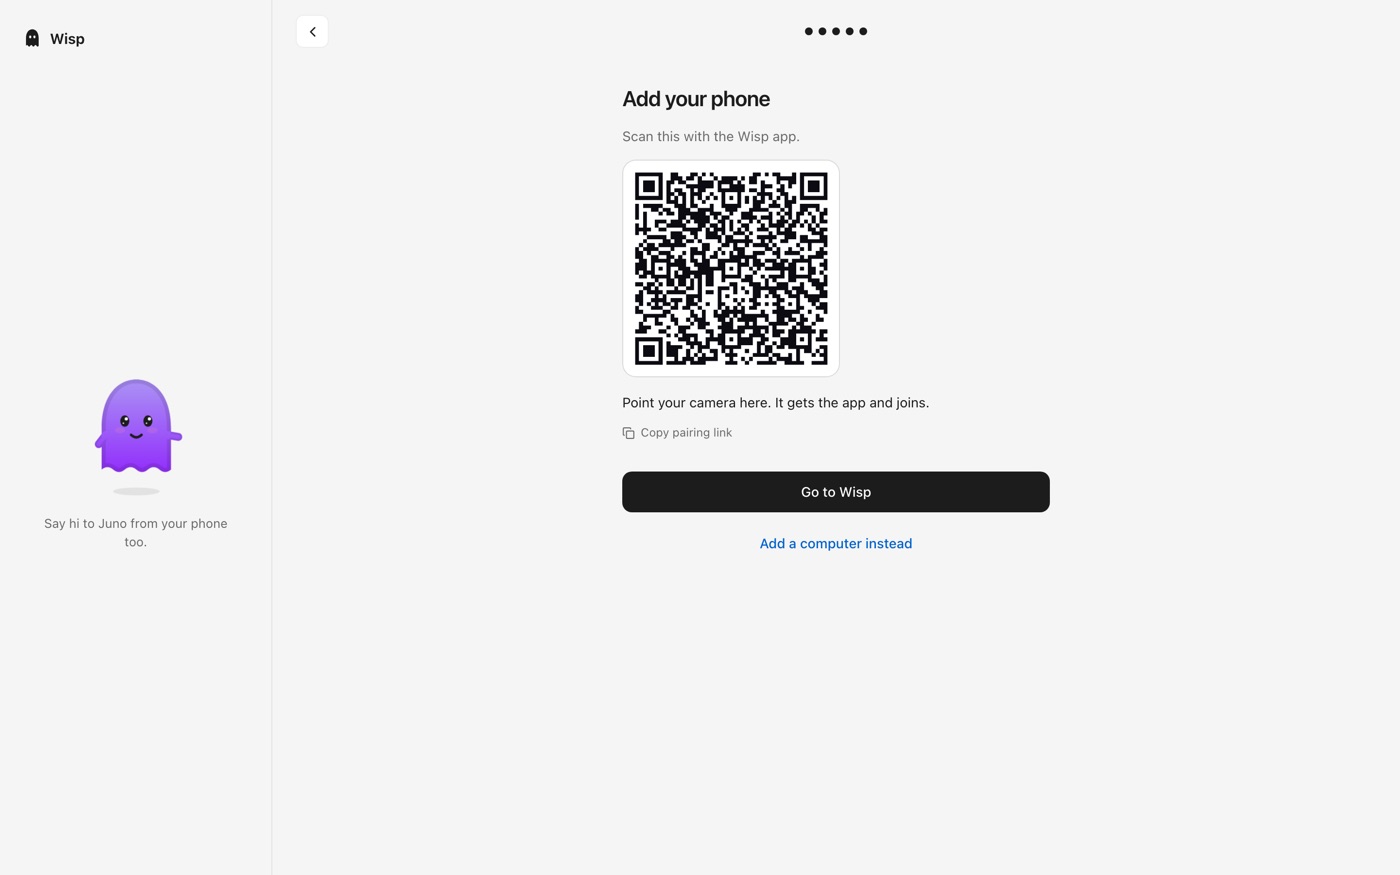 Wisp
Add your phone
Scan this with the Wisp app.
Point your camera here. It gets the app and joins.
Copy pairing link
Go to Wisp
Add a computer instead
Say hi to Juno from your phone
too.